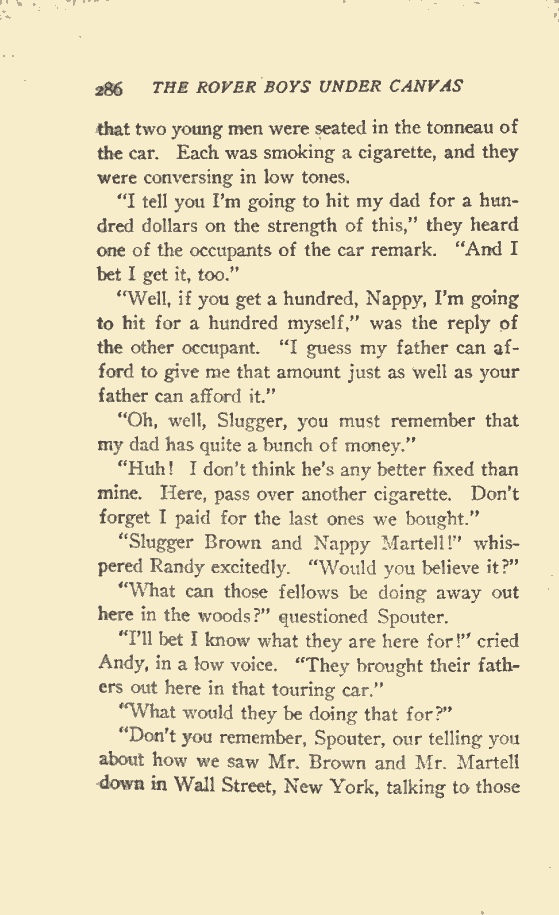 286 THE ROVER BOYS UNDER CANVAS
that two young men were seated in the tonneau of
the car. Each was smoking a cigarette, and they
were conversing in low tones.
“I tell you I’m going to hit my dad for a hun-
dred dollars on the strength of this,” they heard
one of the occupants of the car remark. “And I
bet I get it, too.”
“Well, if you get a hundred, Nappy, I’m going
to hit for a hundred myself,” was the reply of
the other occupant. “I guess my father can af-
ford to give me that amount just as well as your
father can afford it.”
“Oh, well, Slugger, you must remember that
my dad has quite a bunch of money.”
“Huh! I don’t think he’s any better fixed than
mine. Here, pass over another cigarette. Don’t
forget I paid for the last ones we bought.”
“Slugger Brown and Nappy Martell!” whis-
pered Randy excitedly. “Would you believe it?”
“What can those fellows be doing away out
here in the woods?” questioned Spouter.
“I’ll bet I know what they are here for!” cried
Andy, in a low voice. “They brought their fath-
ers out here in that touring car.”
“What would they be doing that for?”
“Don’t you remember, Spouter, our telling you
about how we saw Mr. Brown and Mr. Martell
down in Wall Street, New York, talking to those